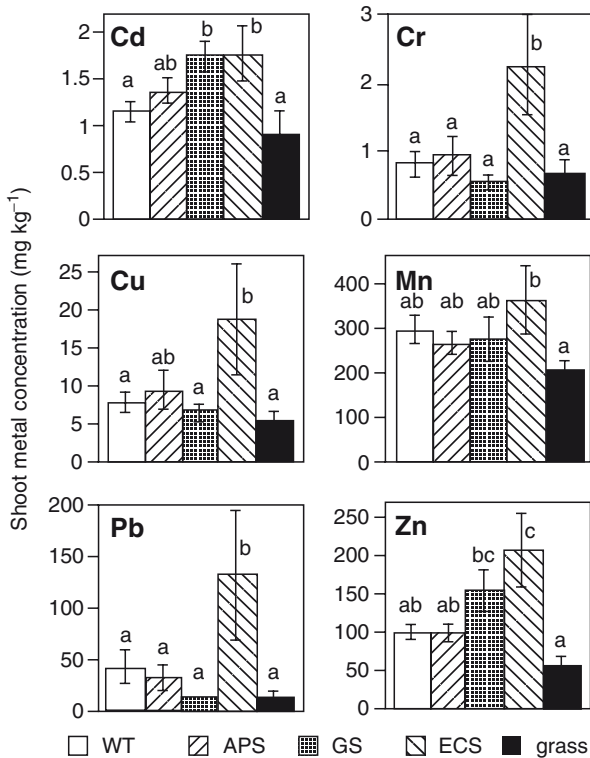 Shoot metal concentration (mg kg⁻¹)
Cd
2
1.5
1
0.5
0
a
ab
b
b
a
Cr
3
2
1
0
a
a
a
b
a
Cu
25
20
15
10
5
0
a
ab
a
b
a
Mn
400
300
200
100
0
ab
ab
ab
b
a
Pb
200
150
100
50
0
a
a
a
b
a
Zn
250
200
150
100
50
0
ab
ab
bc
c
a
WT APS GS ECS grass